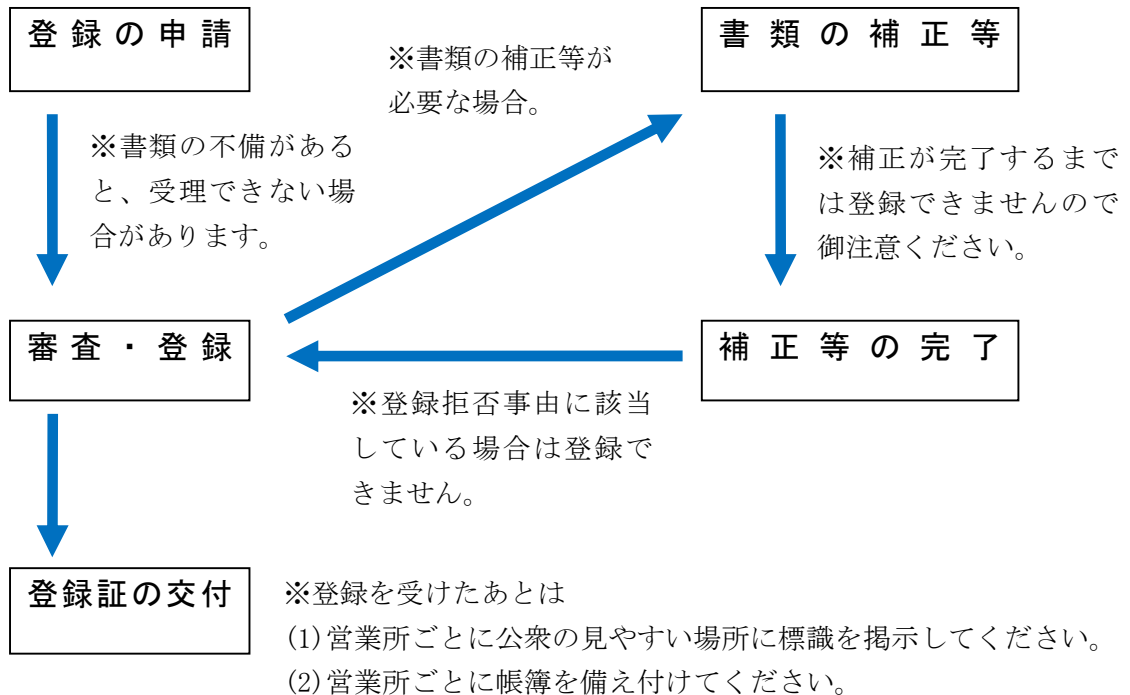 登録の申請
※書類の不備がある
と、受理できない場
合があります。
※書類の補正等が
必要な場合。
書類の補正等
※補正が完了するまで
は登録できませんので
御注意ください。
審査・登録
補正等の完了
※登録拒否事由に該当
している場合は登録で
きません。
登録証の交付
※登録を受けたあとは
(1)営業所ごとに公衆の見やすい場所に標識を掲示してください。
(2)営業所ごとに帳簿を備え付けてください。